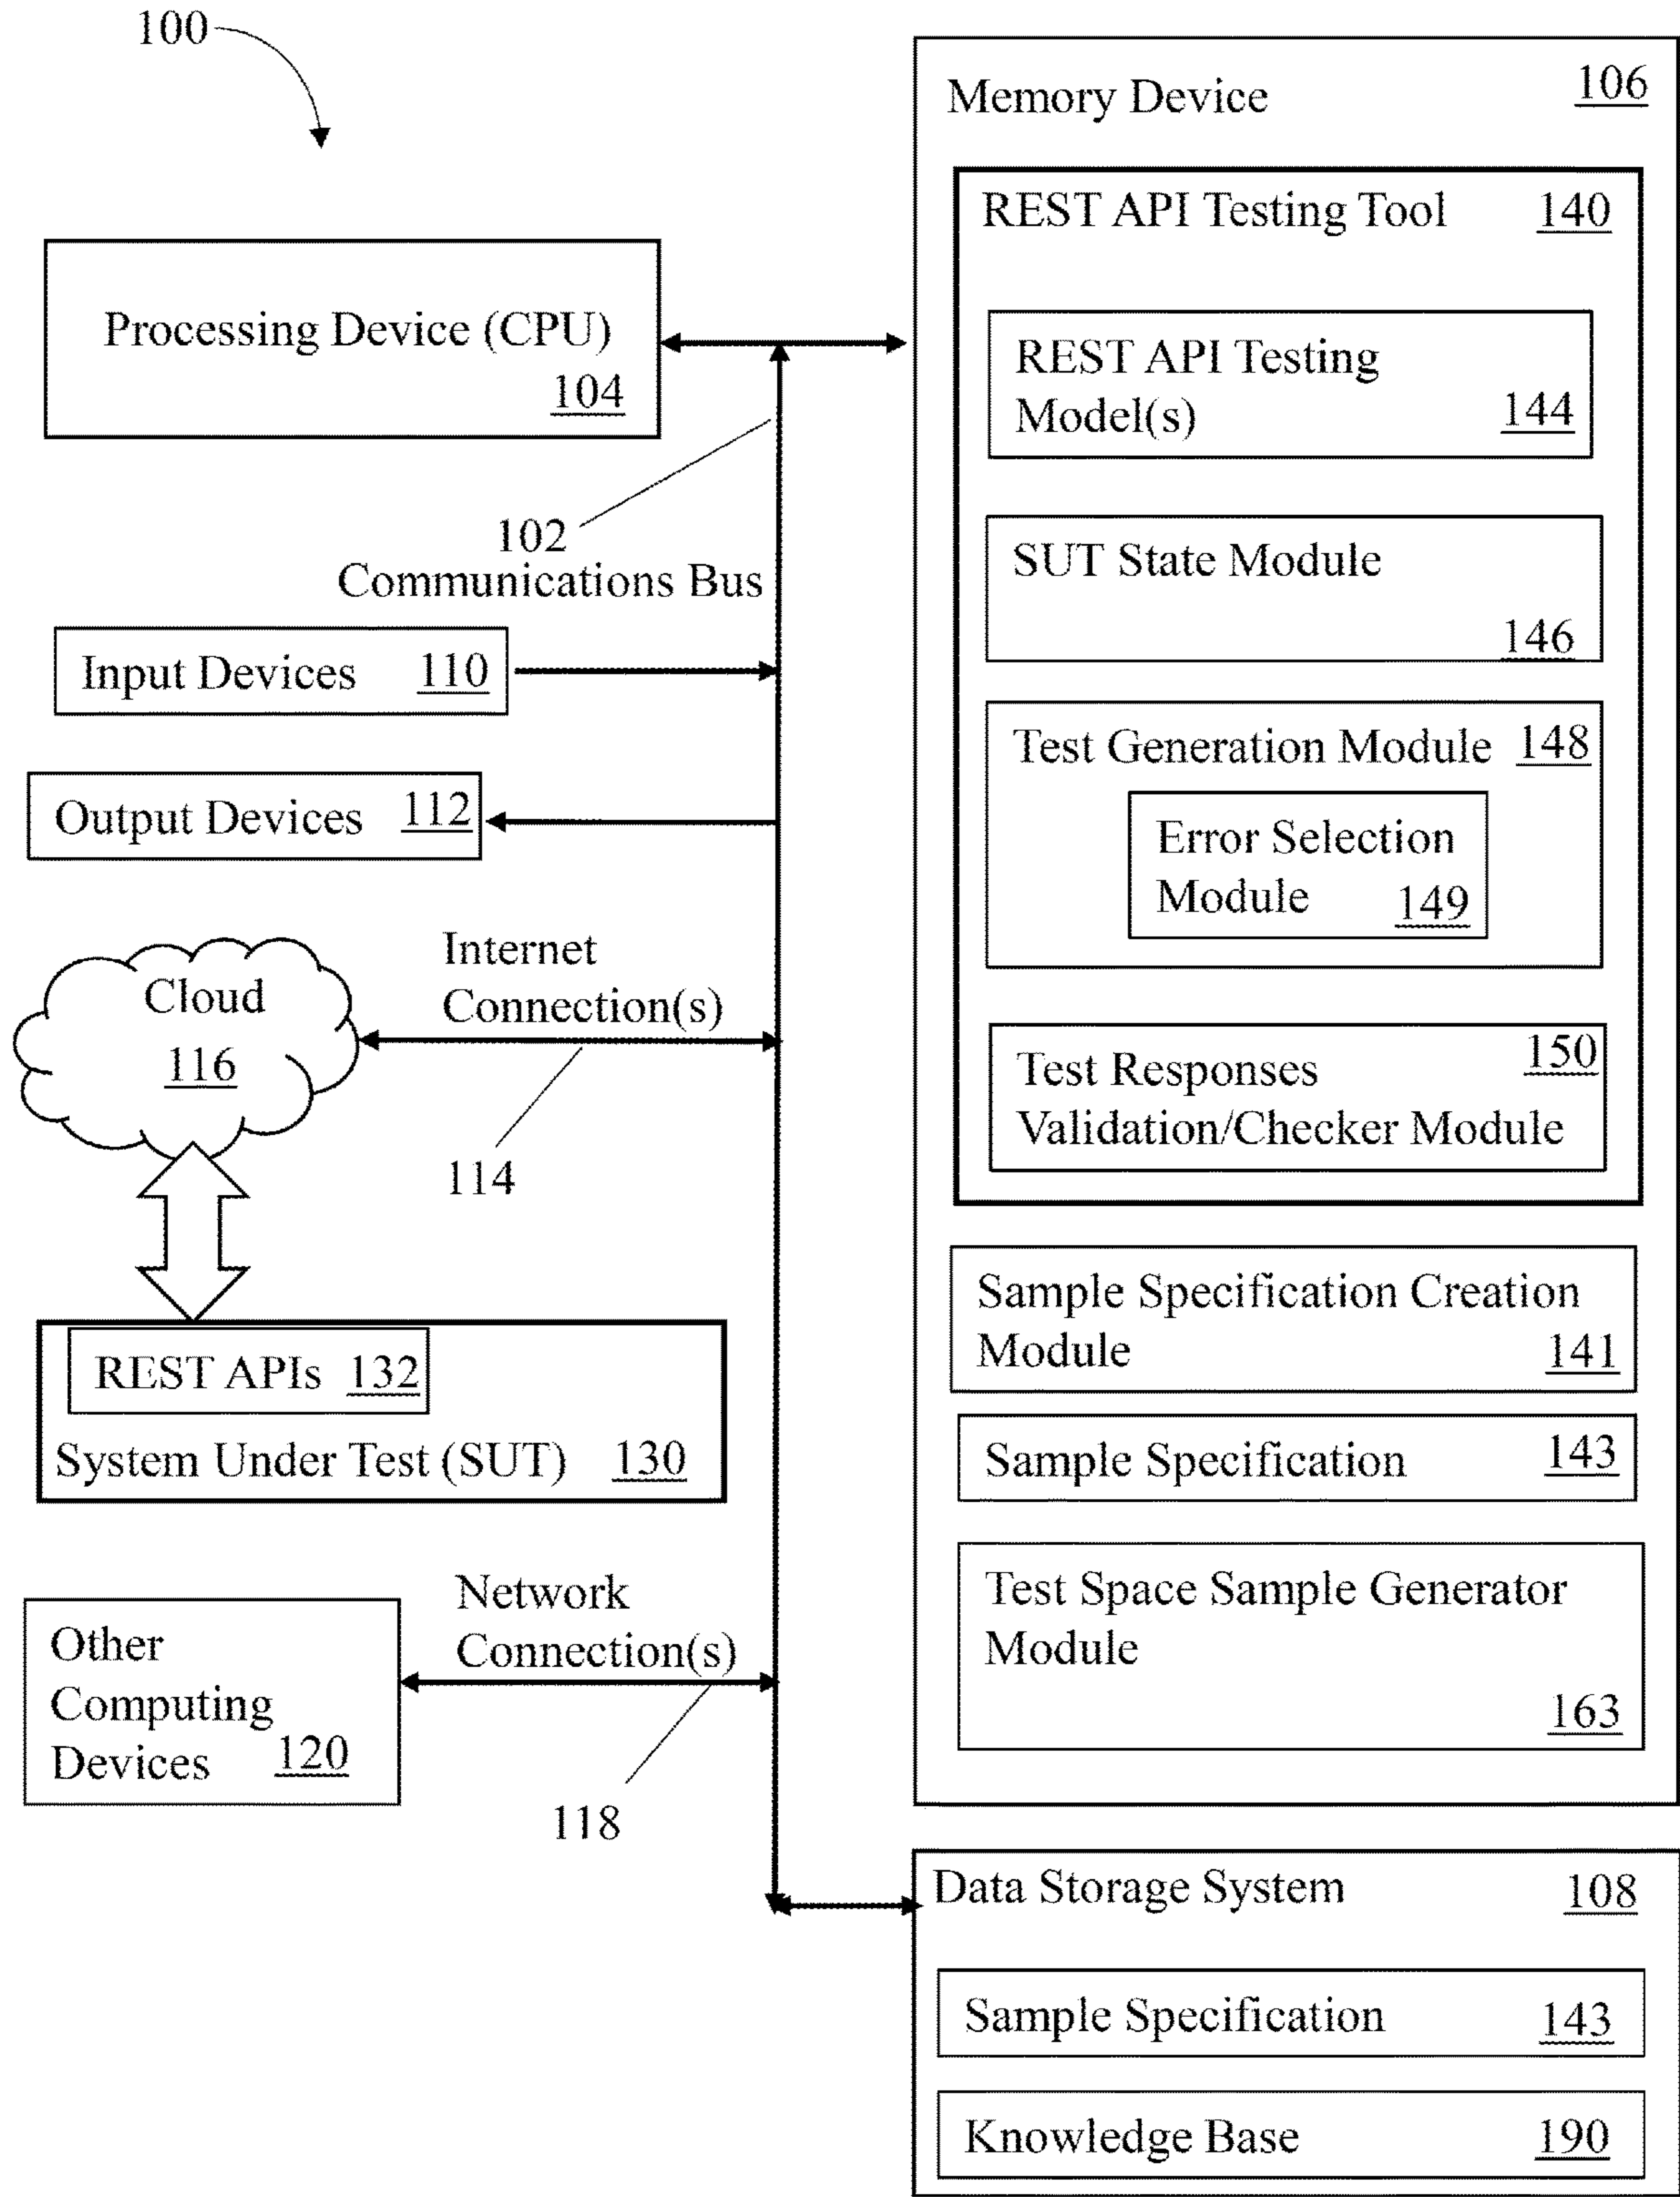 100
Memory Device 106
REST API Testing Tool 140
Processing Device (CPU)
104
REST API Testing
Model(s) 144
102
Communications Bus
SUT State Module
146
Input Devices 110
Test Generation Module 148
Output Devices 112
Error Selection
Module 149
Internet
Connection(s)
Cloud
116
114
Test Responses 150
Validation/Checker Module
Sample Specification Creation
Module 141
REST APIs 132
System Under Test (SUT) 130
Sample Specification 143
Network
Connection(s)
Other
Computing
Devices 120
118
Test Space Sample Generator
Module
163
Data Storage System 108
Sample Specification 143
Knowledge Base 190